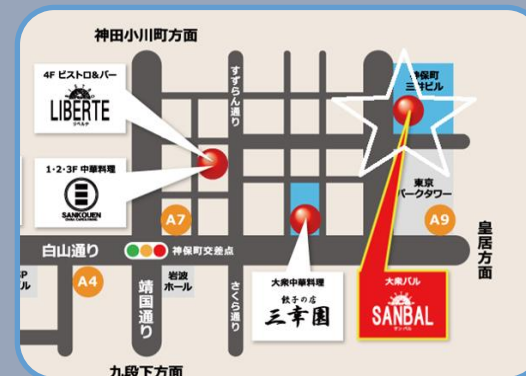 神田小川町方面
4F ビストロ&バー
LIBERTE
リベルテ
すずらん通り
神保町
三井ビル
1・2・3F 中華料理
SANKOUEN
東京
パークタワー
A7
A9
白山通り
神保町交差点
皇居方面
A4
岩波
ホール
靖国通り
さくら通り
大衆中華料理
餃子の店
三幸園
大衆バル
SANBAL
サンバル
九段下方面